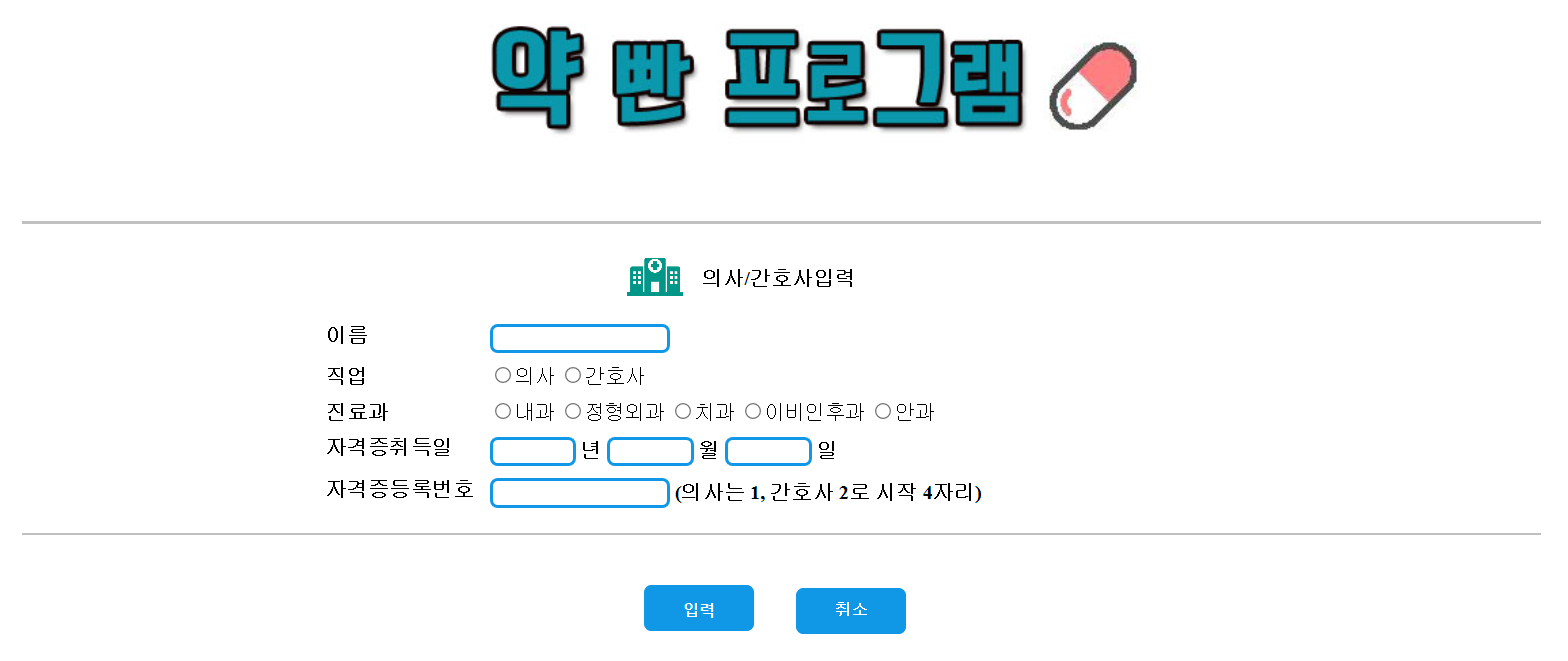 약 빤 프로그램
의사/간호사입력
이름
직업 의사 간호사
진료과 내과 정형외과 치과 이비인후과 안과
자격증취득일 년 월 일
자격증등록번호 (의사는 1, 간호사 2로 시작 4자리)
입력 취소